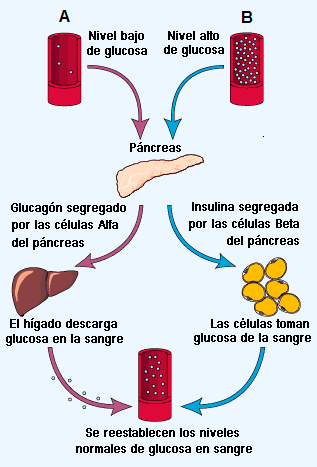 A
B
Nivel bajo
de glucosa
Nivel alto
de glucosa
Páncreas
Glucagón segregado
por las células Alfa
del páncreas
Insulina segregada
por las células Beta
del páncreas
El hígado descarga
glucosa en la sangre
Las células toman
glucosa de la sangre
Se reestablecen los niveles
normales de glucosa en sangre